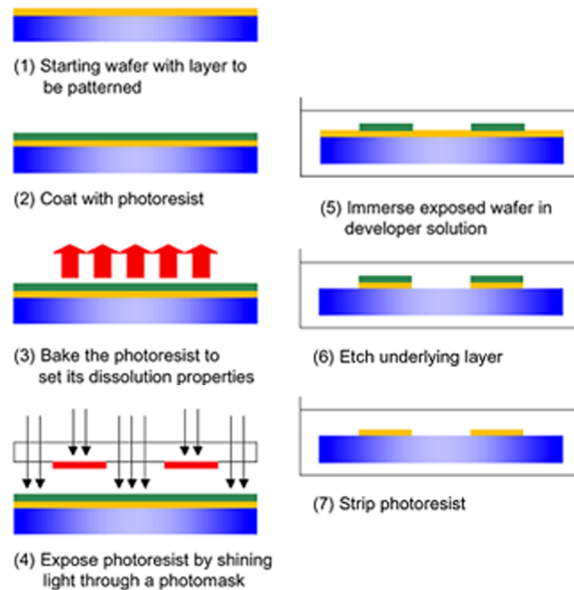 (1) Starting wafer with layer to
be patterned
(2) Coat with photoresist
(3) Bake the photoresist to
set its dissolution properties
(4) Expose photoresist by shining
light through a photomask
(5) Immerse exposed wafer in
developer solution
(6) Etch underlying layer
(7) Strip photoresist